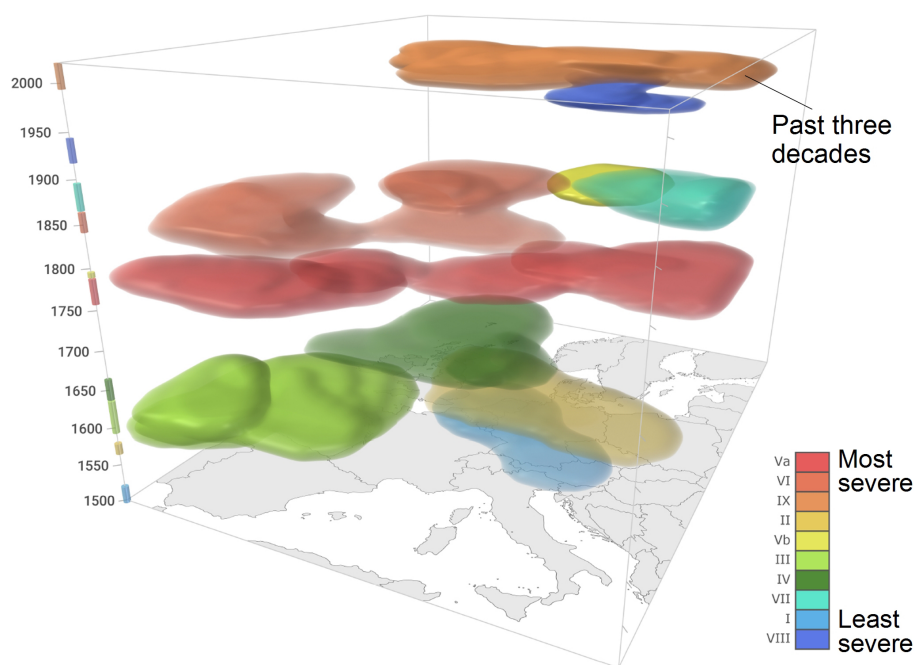 2000
1950
1900
1850
1800
1750
1700
1650
1600
1550
1500
Past three
decades
Va
VI
IX
II
Vb
III
IV
VII
I
VIII
Most
severe
Least
severe